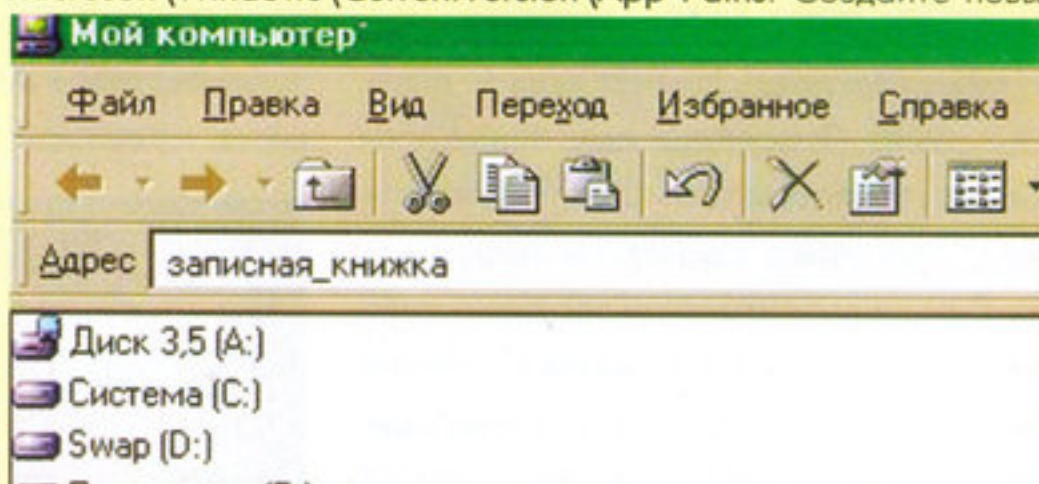 Мой компьютер
Файл Правка Вид Переход Избранное Справка
Адрес записная_книжка
Диск 3,5 (A:)
Система (C:)
Swap (D:)